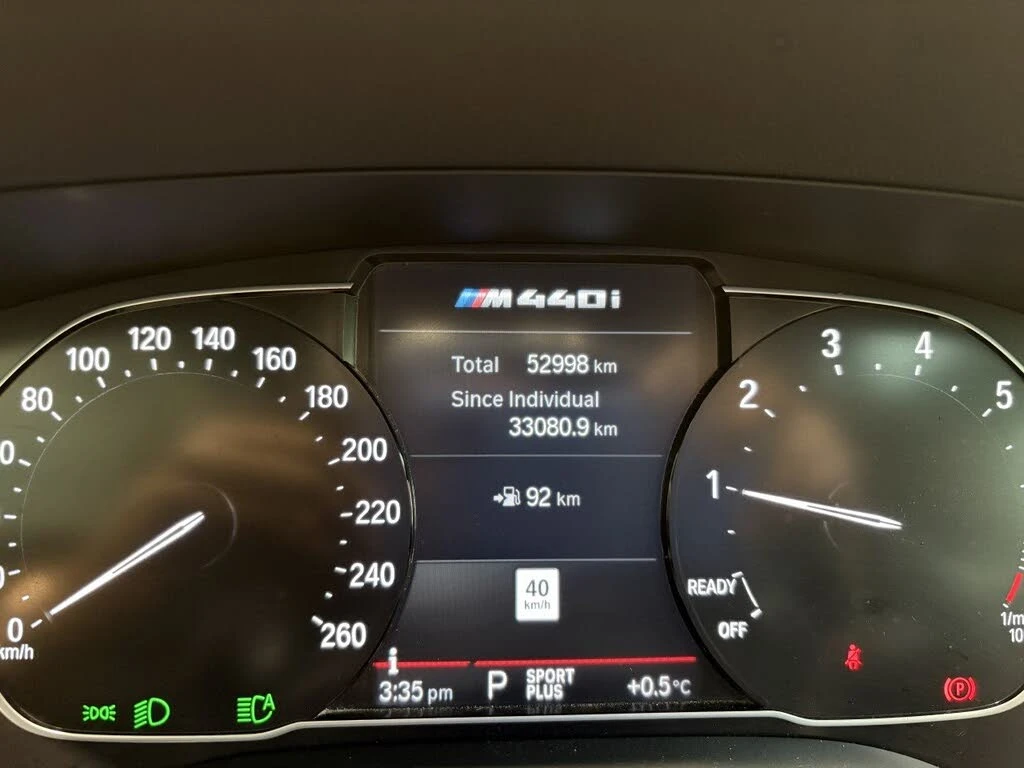 M440i
Total 52998 km
Since Individual
33080.9 km
92 km
40
km/h
i
3:35 pm
P
SPORT
PLUS
+0.5°C
80
100
120
140
160
180
200
220
240
260
0
km/h
1
2
3
4
5
READY
OFF
A
P